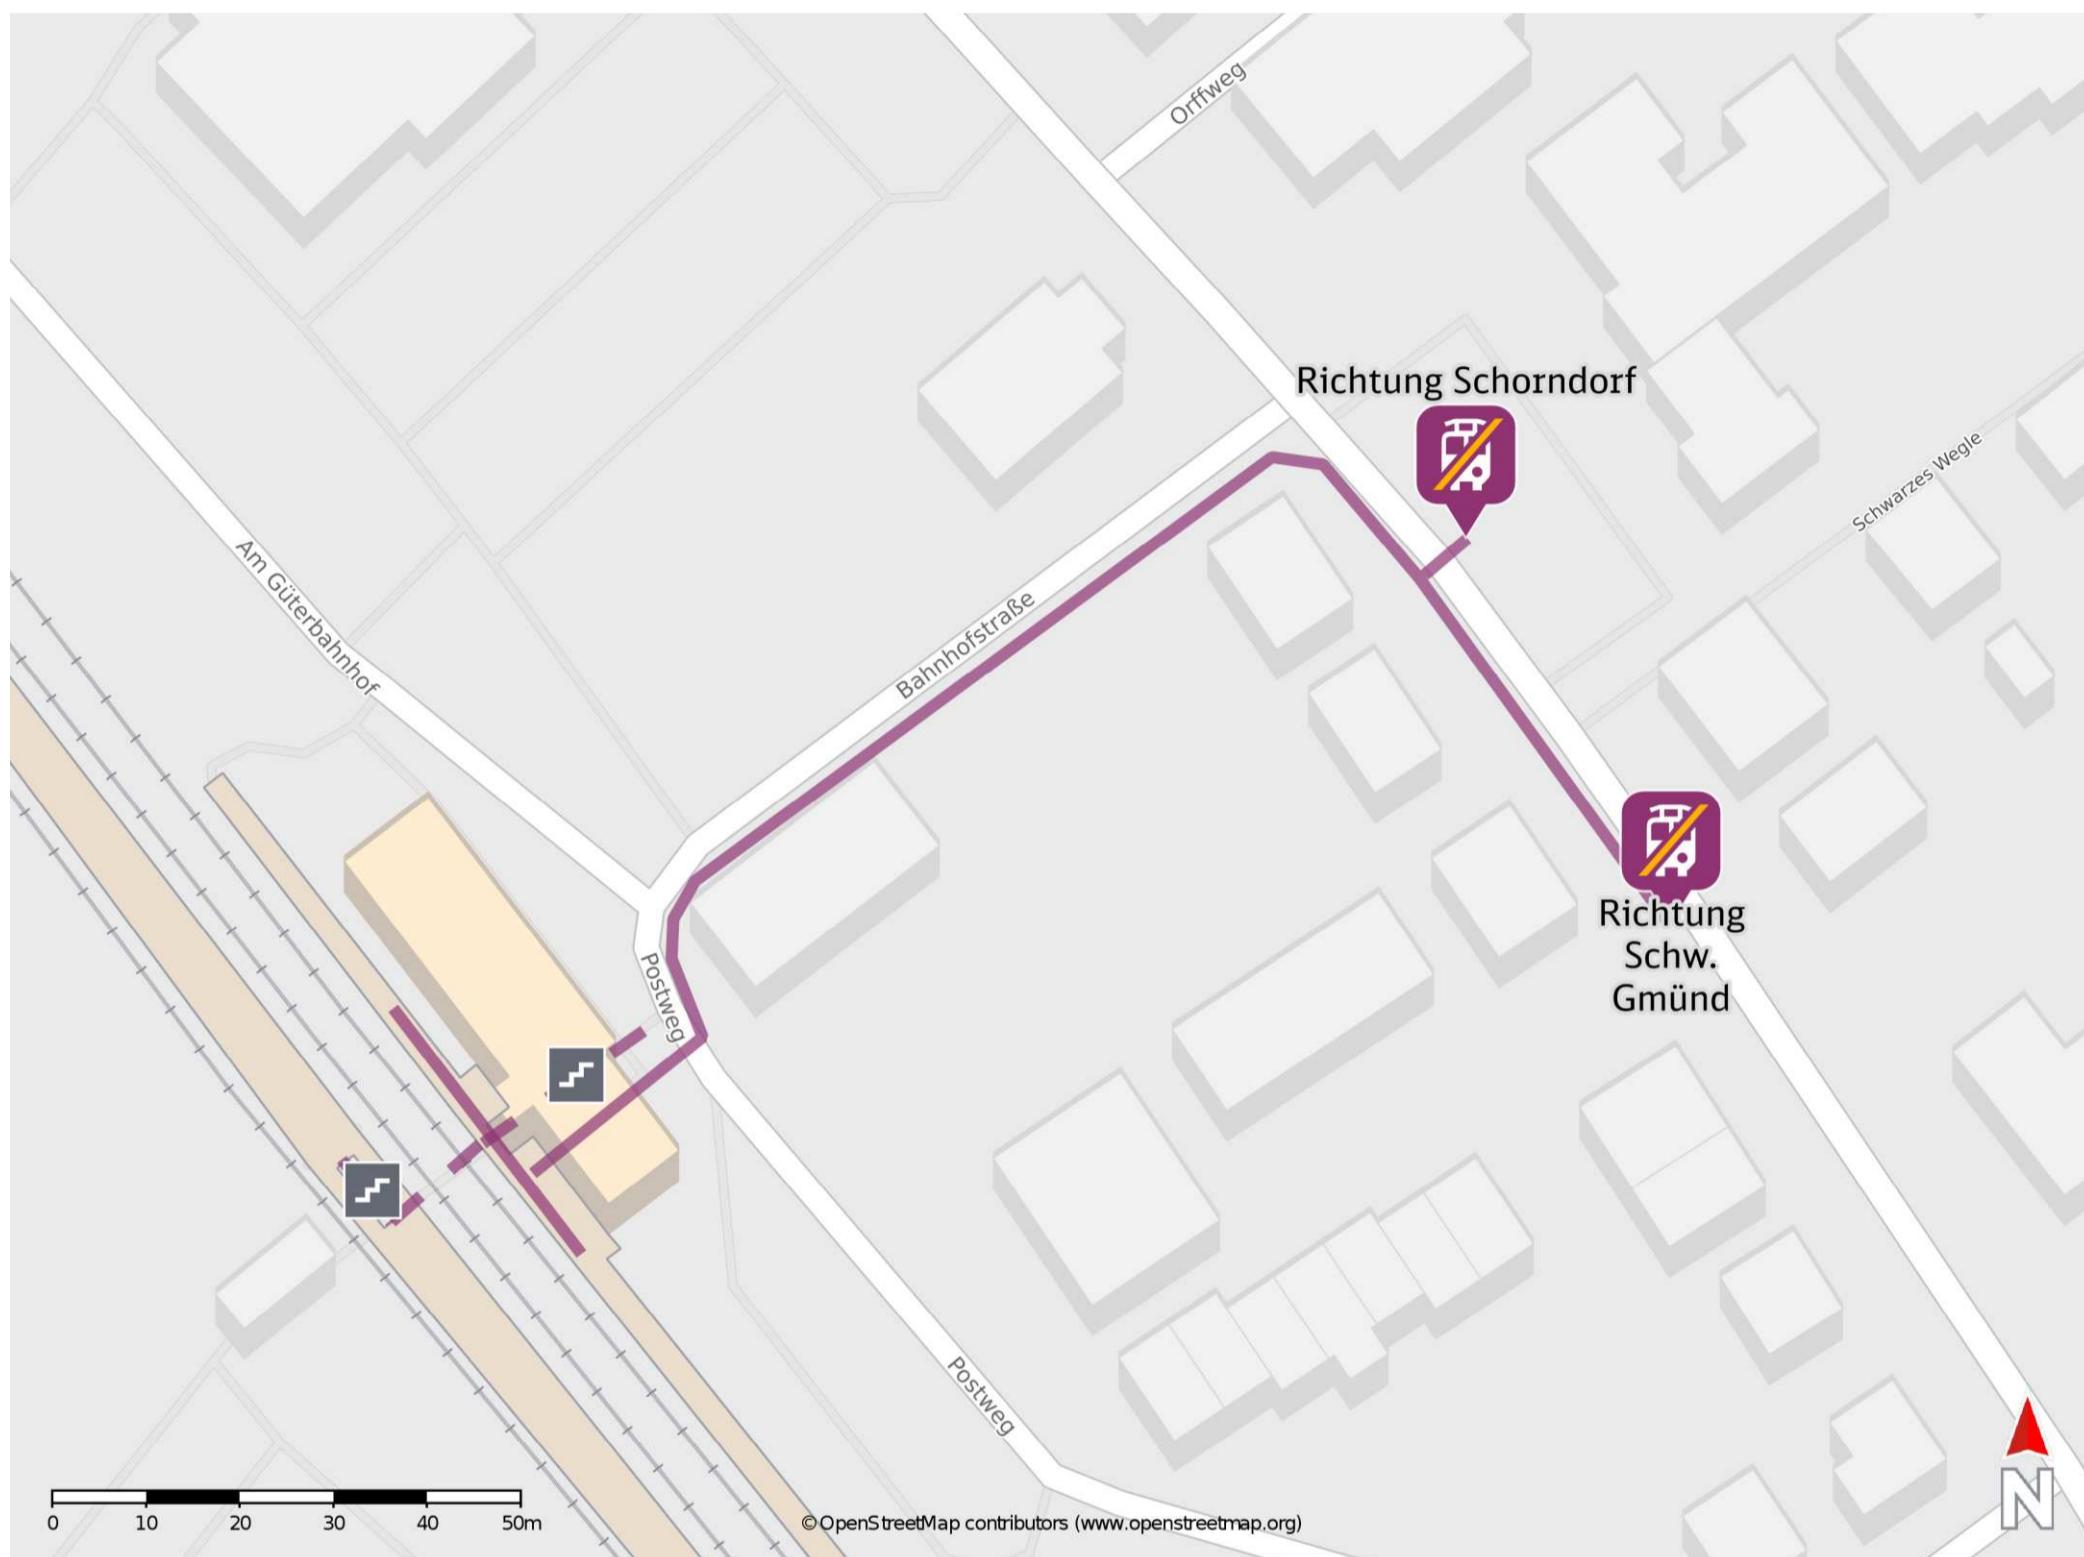 Orffweg
Richtung Schorndorf
Schwarzes Wegle
Am Güterbahnhof
Bahnhofstraße
Richtung
Schw.
Gmünd
Postweg
Postweg
N
0 10 20 30 40 50m
©OpenStreetMap contributors (www.openstreetmap.org)